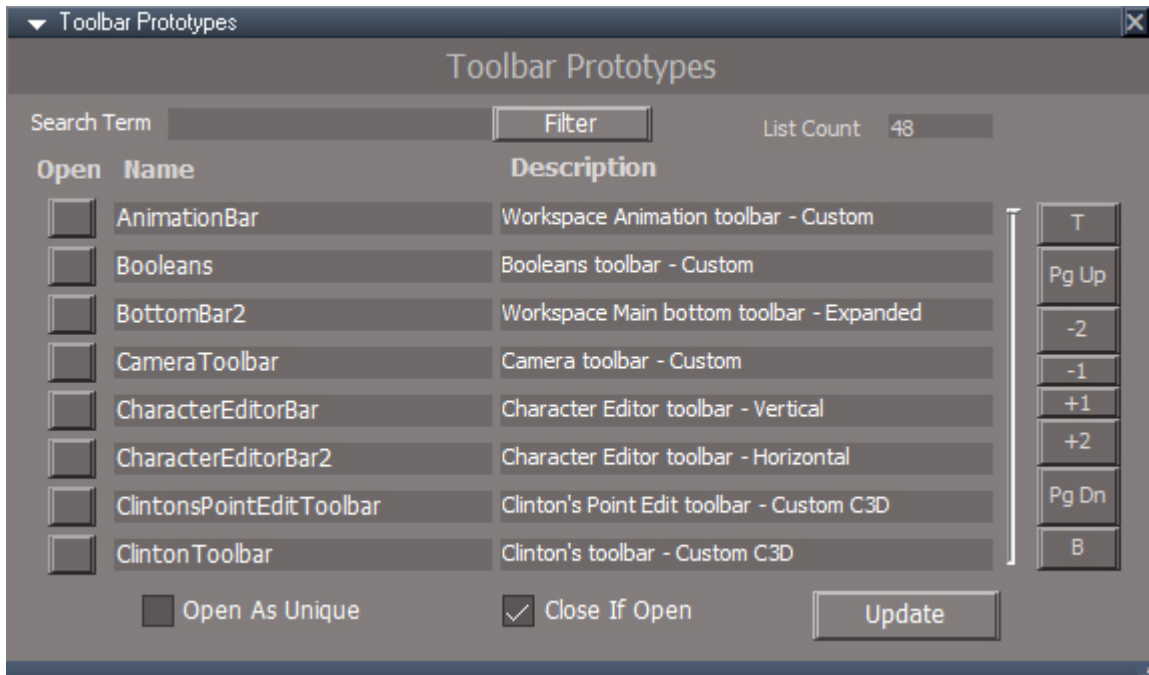 Toolbar Prototypes
Toolbar Prototypes
Search Term Filter List Count 48
Open Name Description
AnimationBar Workspace Animation toolbar - Custom T
Booleans Booleans toolbar - Custom Pg Up
BottomBar2 Workspace Main bottom toolbar - Expanded -2
CameraToolbar Camera toolbar - Custom -1
CharacterEditorBar Character Editor toolbar - Vertical +1
CharacterEditorBar2 Character Editor toolbar - Horizontal +2
ClintonsPointEditToolbar Clinton's Point Edit toolbar - Custom C3D Pg Dn
ClintonToolbar Clinton's toolbar - Custom C3D B
Open As Unique Close If Open Update